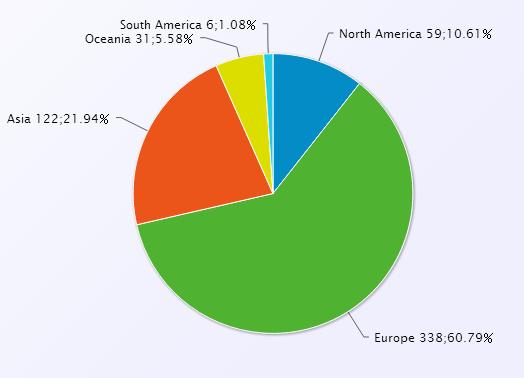 South America 6;1.08%
Oceania 31;5.58%
North America 59;10.61%
Asia 122;21.94%
Europe 338;60.79%